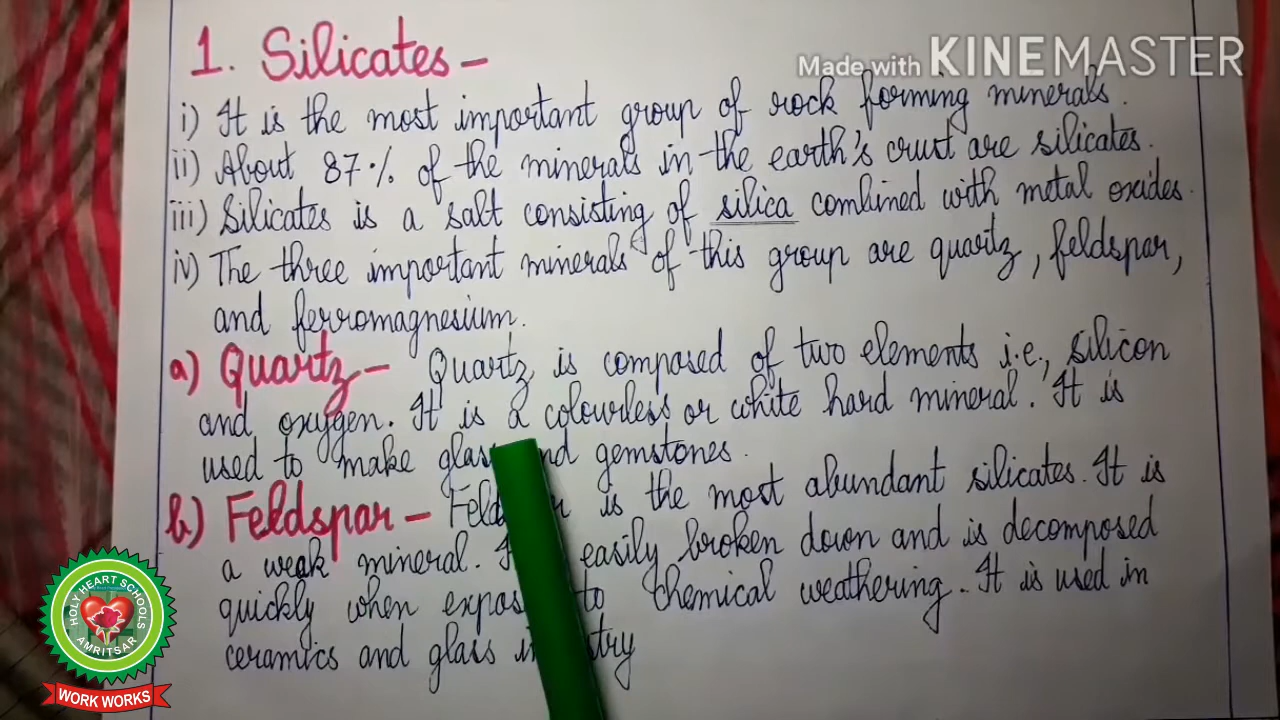 Made with KINEMASTER
1. Silicates -
i) It is the most important group of rock forming minerals.
ii) About 87% of the minerals in the earth's crust are silicates.
iii) Silicates is a salt consisting of silica combined with metal oxides.
iv) The three important minerals of this group are quartz, feldspar,
and ferromagnesium.
a) Quartz - Quartz is composed of two elements i.e., silicon
and oxygen. It is a colourless or white hard mineral. It is
used to make gemstones.
b) Feldspar - is the most abundant silicates. It is
a weak mineral. easily broken down and is decomposed
quickly when to chemical weathering. It is used in
ceramics and glass
HOLY HEART SCHOOLS
AMRITSAR
WORK WORKS